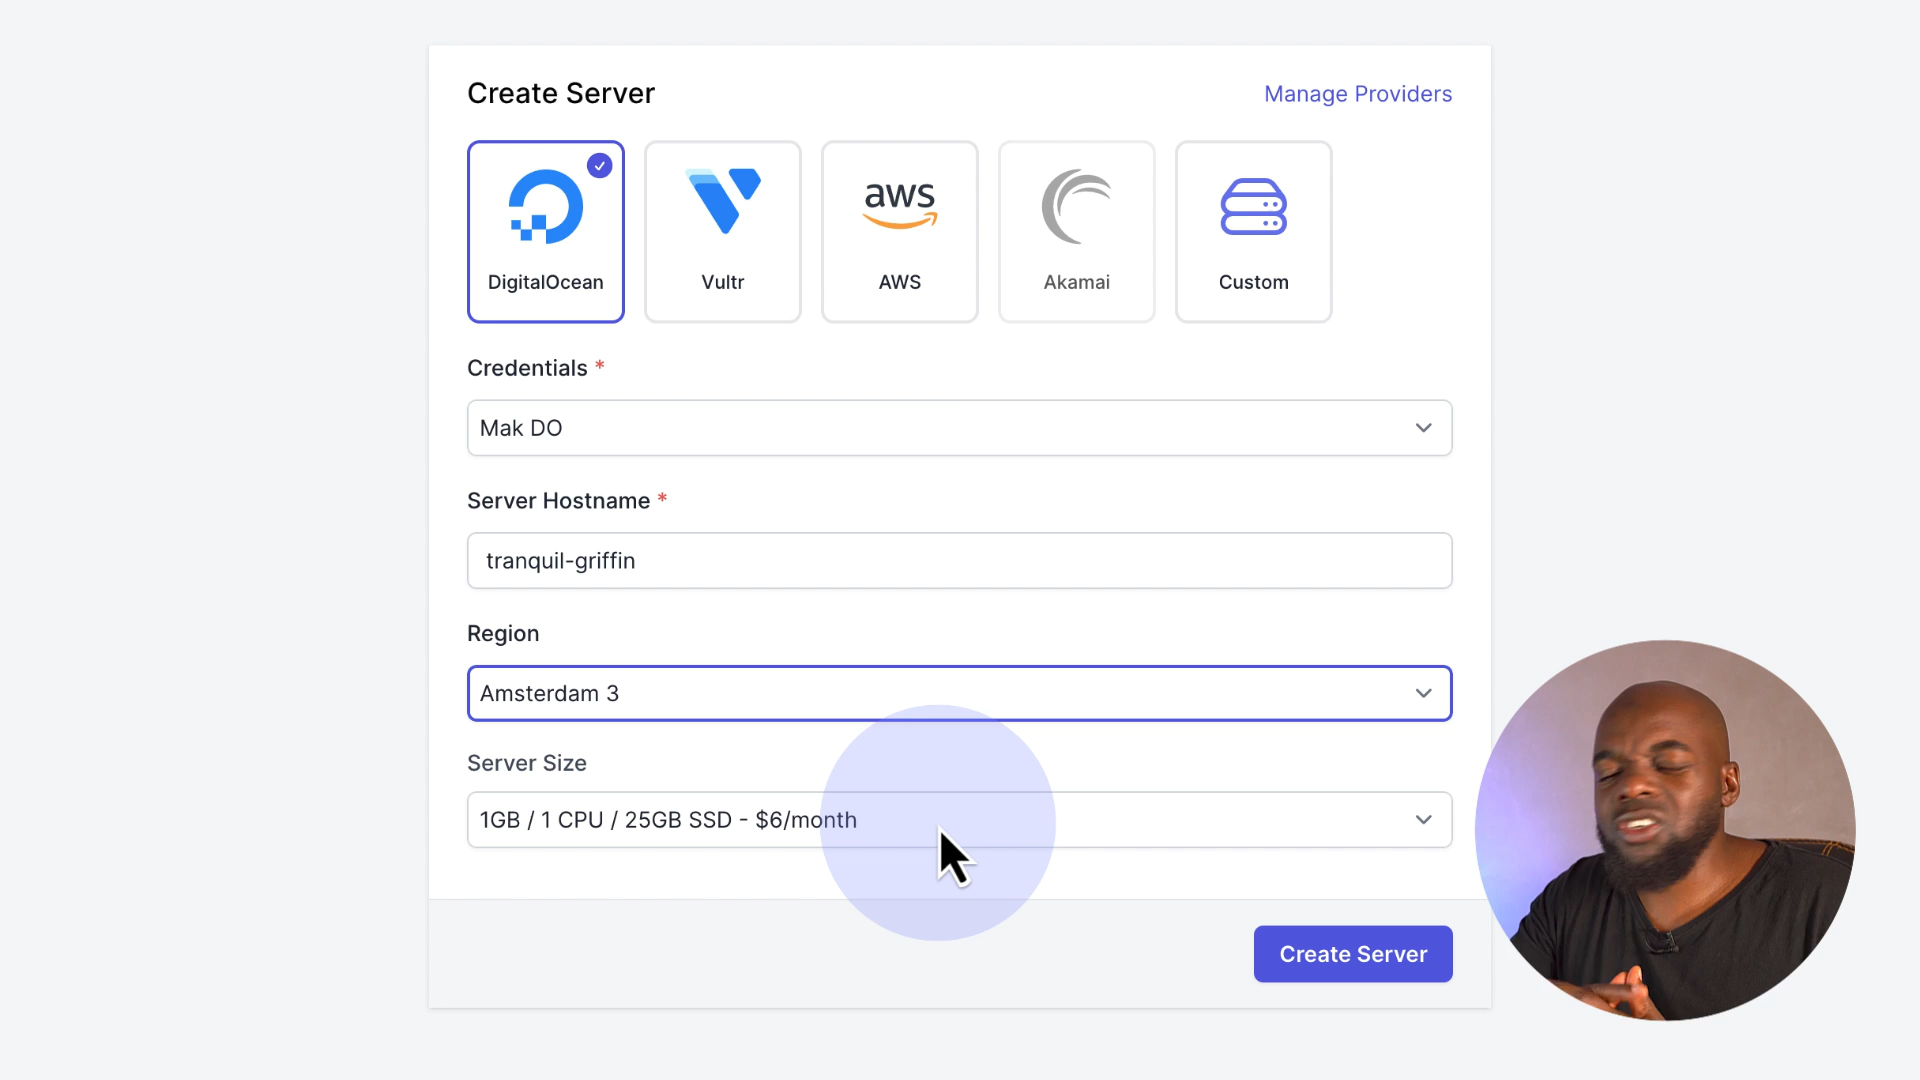 Create Server
Manage Providers
aws
DigitalOcean
Vultr
AWS
Akamai
Custom
Credentials *
Mak DO
Server Hostname *
tranquil-griffin
Region
Amsterdam 3
Server Size
1GB / 1 CPU / 25GB SSD - $6/month
Create Server